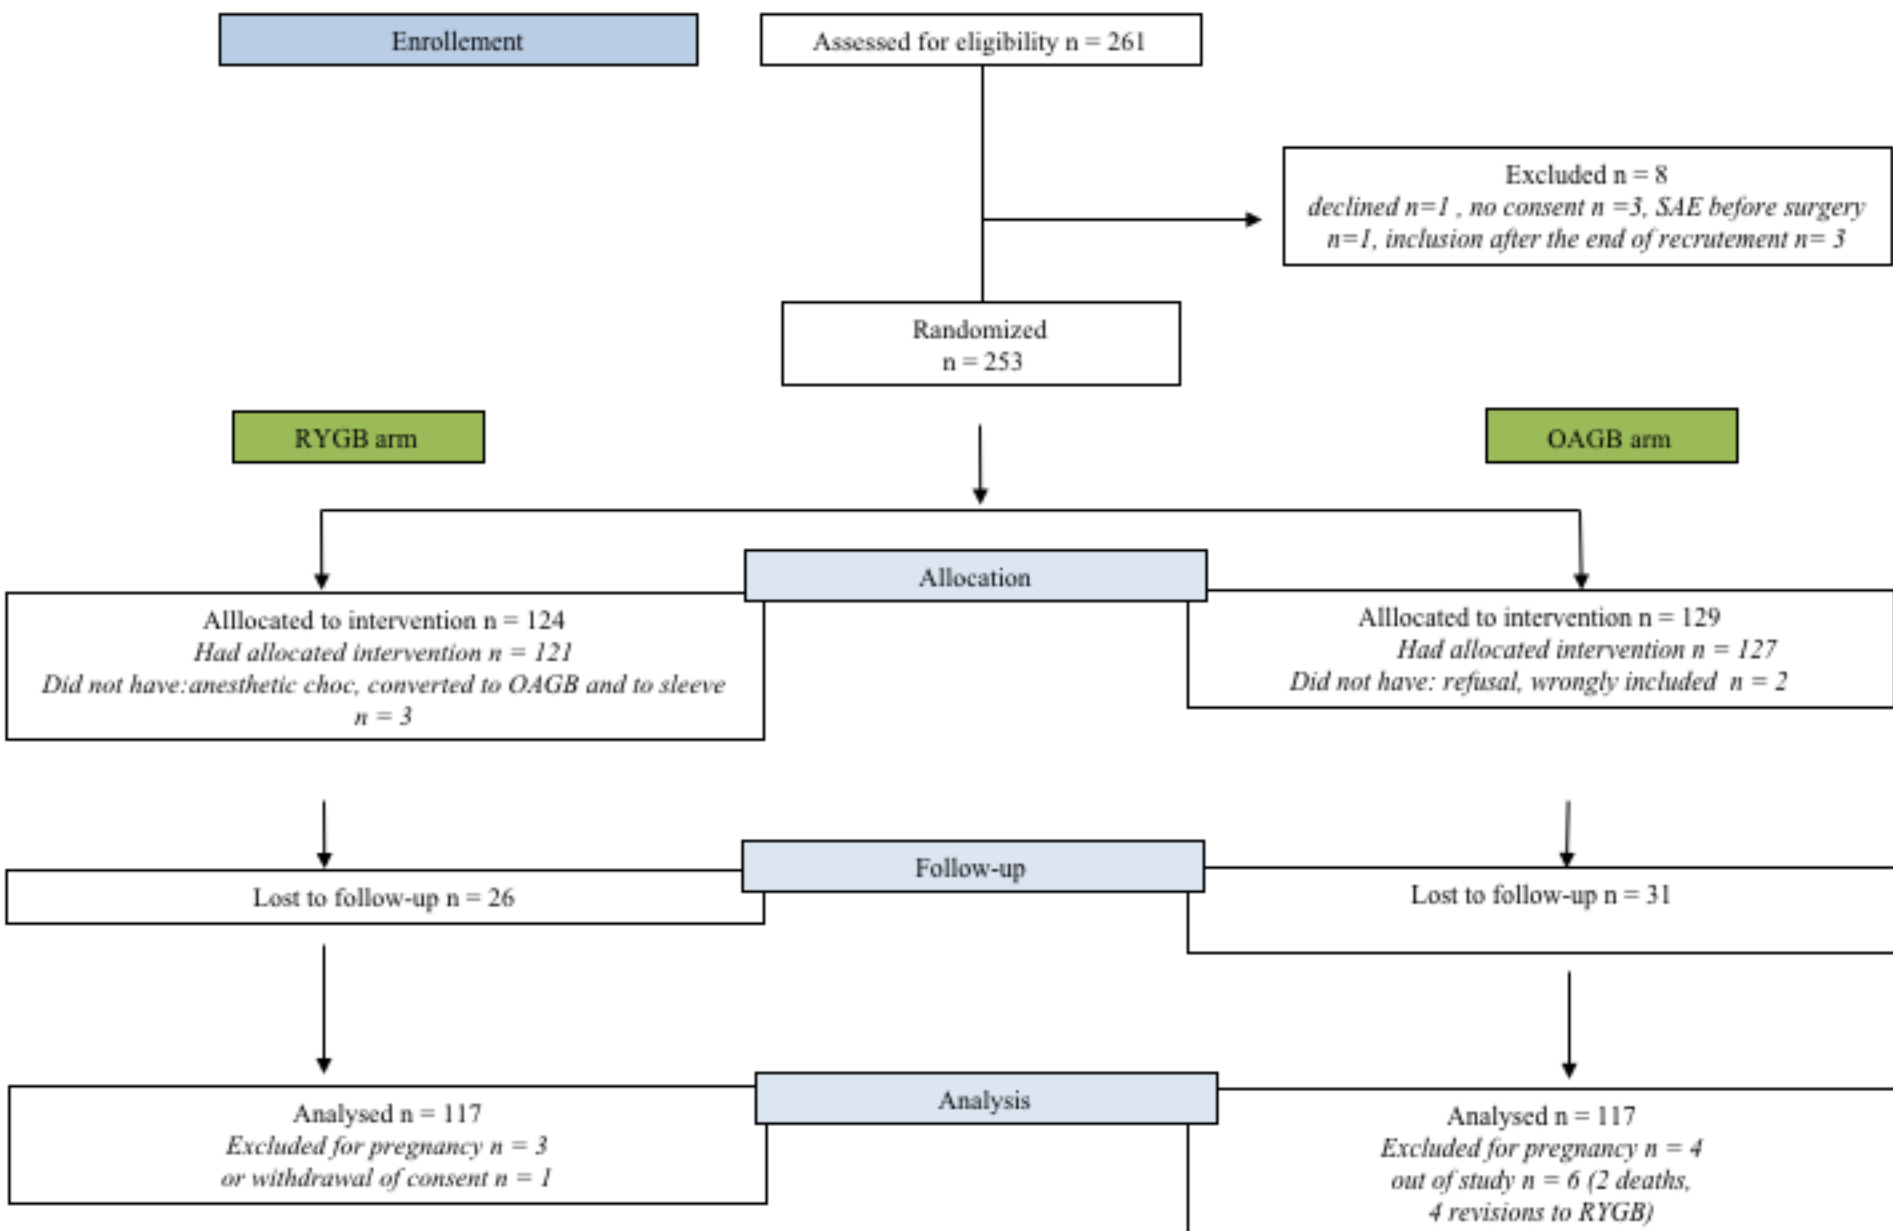 Enrollement
Assessed for eligibility n = 261
Excluded n = 8
declined n=1 , no consent n =3, SAE before surgery
n=1, inclusion after the end of recrutement n= 3
Randomized
n = 253
RYGB arm
OAGB arm
Allocation
Alllocated to intervention n = 124
Had allocated intervention n = 121
Did not have:anesthetic choc, converted to OAGB and to sleeve
n = 3
Alllocated to intervention n = 129
Had allocated intervention n = 127
Did not have: refusal, wrongly included n = 2
Follow-up
Lost to follow-up n = 26
Lost to follow-up n = 31
Analysis
Analysed n = 117
Excluded for pregnancy n = 3
or withdrawal of consent n = 1
Analysed n = 117
Excluded for pregnancy n = 4
out of study n = 6 (2 deaths,
4 revisions to RYGB)